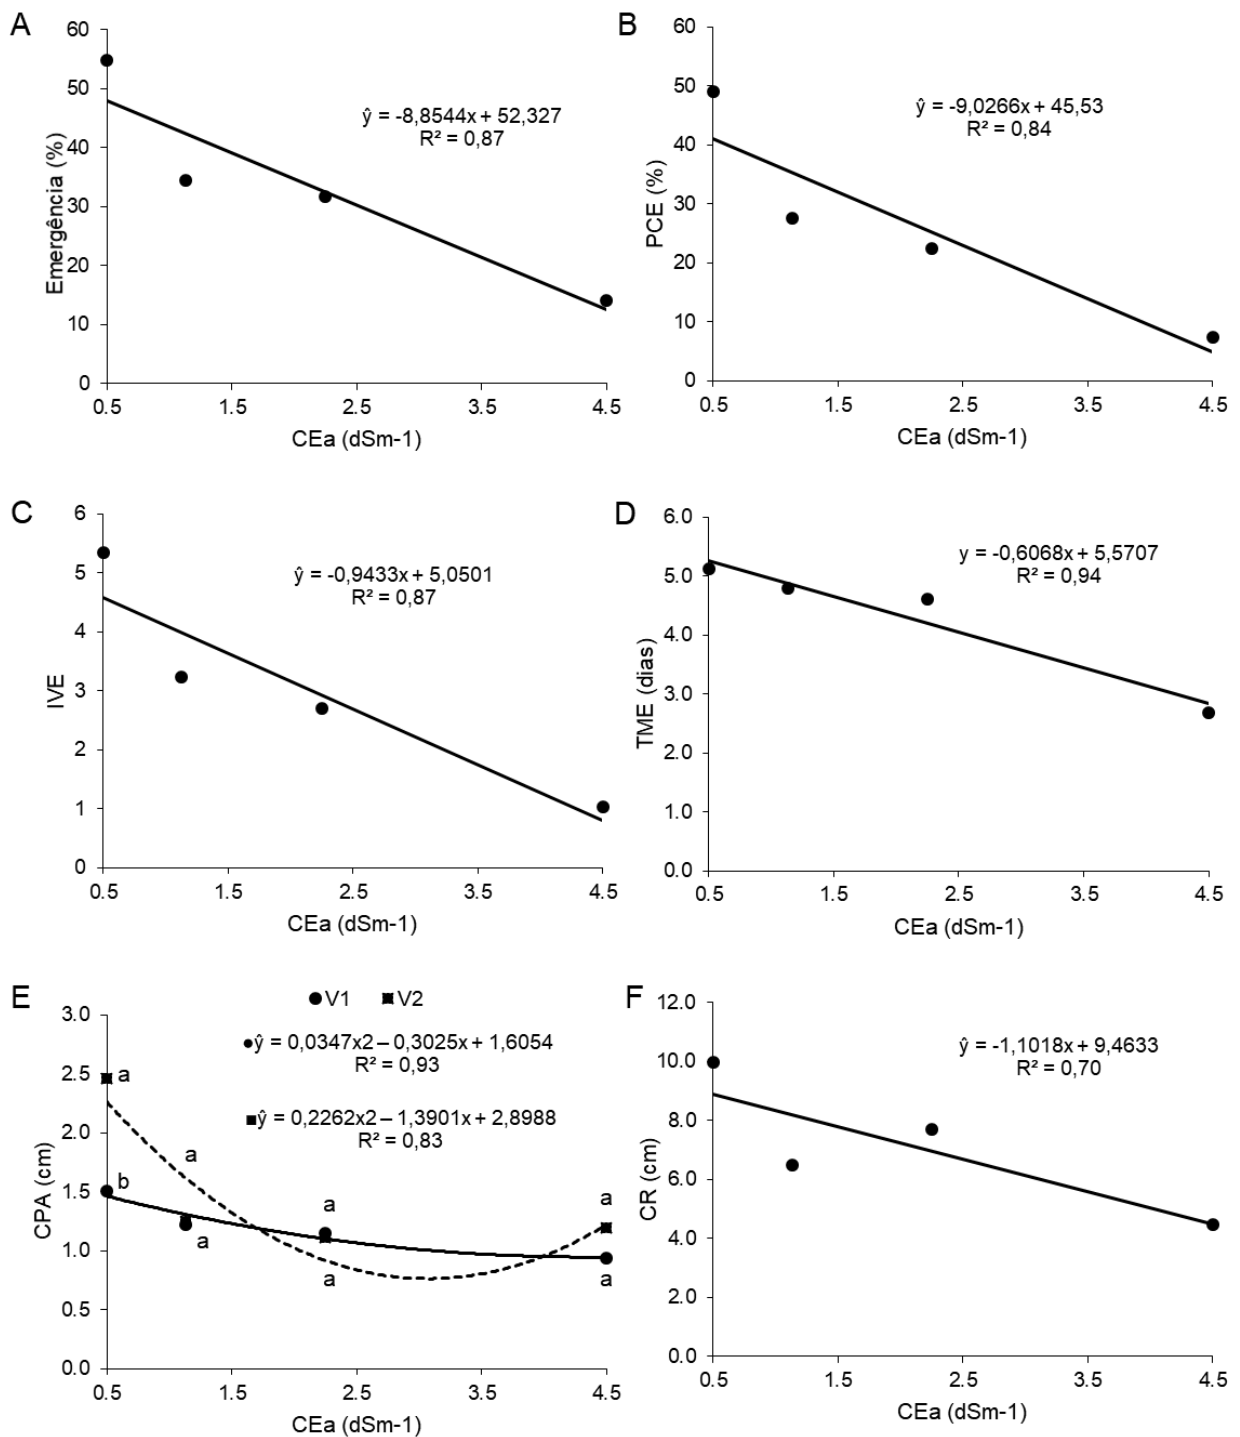 A
60
50
40
30
20
10
0
Emergência (%)
ŷ = -8,8544x + 52,327
R² = 0,87
0.5 1.5 2.5 3.5 4.5
CEa (dSm-1)
B
60
50
40
30
20
10
0
PCE (%)
ŷ = -9,0266x + 45,53
R² = 0,84
0.5 1.5 2.5 3.5 4.5
CEa (dSm-1)
C
6
5
4
3
2
1
0
IVE
ŷ = -0,9433x + 5,0501
R² = 0,87
0.5 1.5 2.5 3.5 4.5
CEa (dSm-1)
D
6.0
5.0
4.0
3.0
2.0
1.0
0.0
TME (dias)
y = -0,6068x + 5,5707
R² = 0,94
0.5 1.5 2.5 3.5 4.5
CEa (dSm-1)
E
V1 V2
3.0
2.5
2.0
1.5
1.0
0.5
0.0
CPA (cm)
ŷ = 0,0347x2 – 0,3025x + 1,6054
R² = 0,93
ŷ = 0,2262x2 – 1,3901x + 2,8988
R² = 0,83
a
a
b
a
a
a
a
a
0.5 1.5 2.5 3.5 4.5
CEa (dSm-1)
F
12.0
10.0
8.0
6.0
4.0
2.0
0.0
CR (cm)
ŷ = -1,1018x + 9,4633
R² = 0,70
0.5 1.5 2.5 3.5 4.5
CEa (dSm-1)